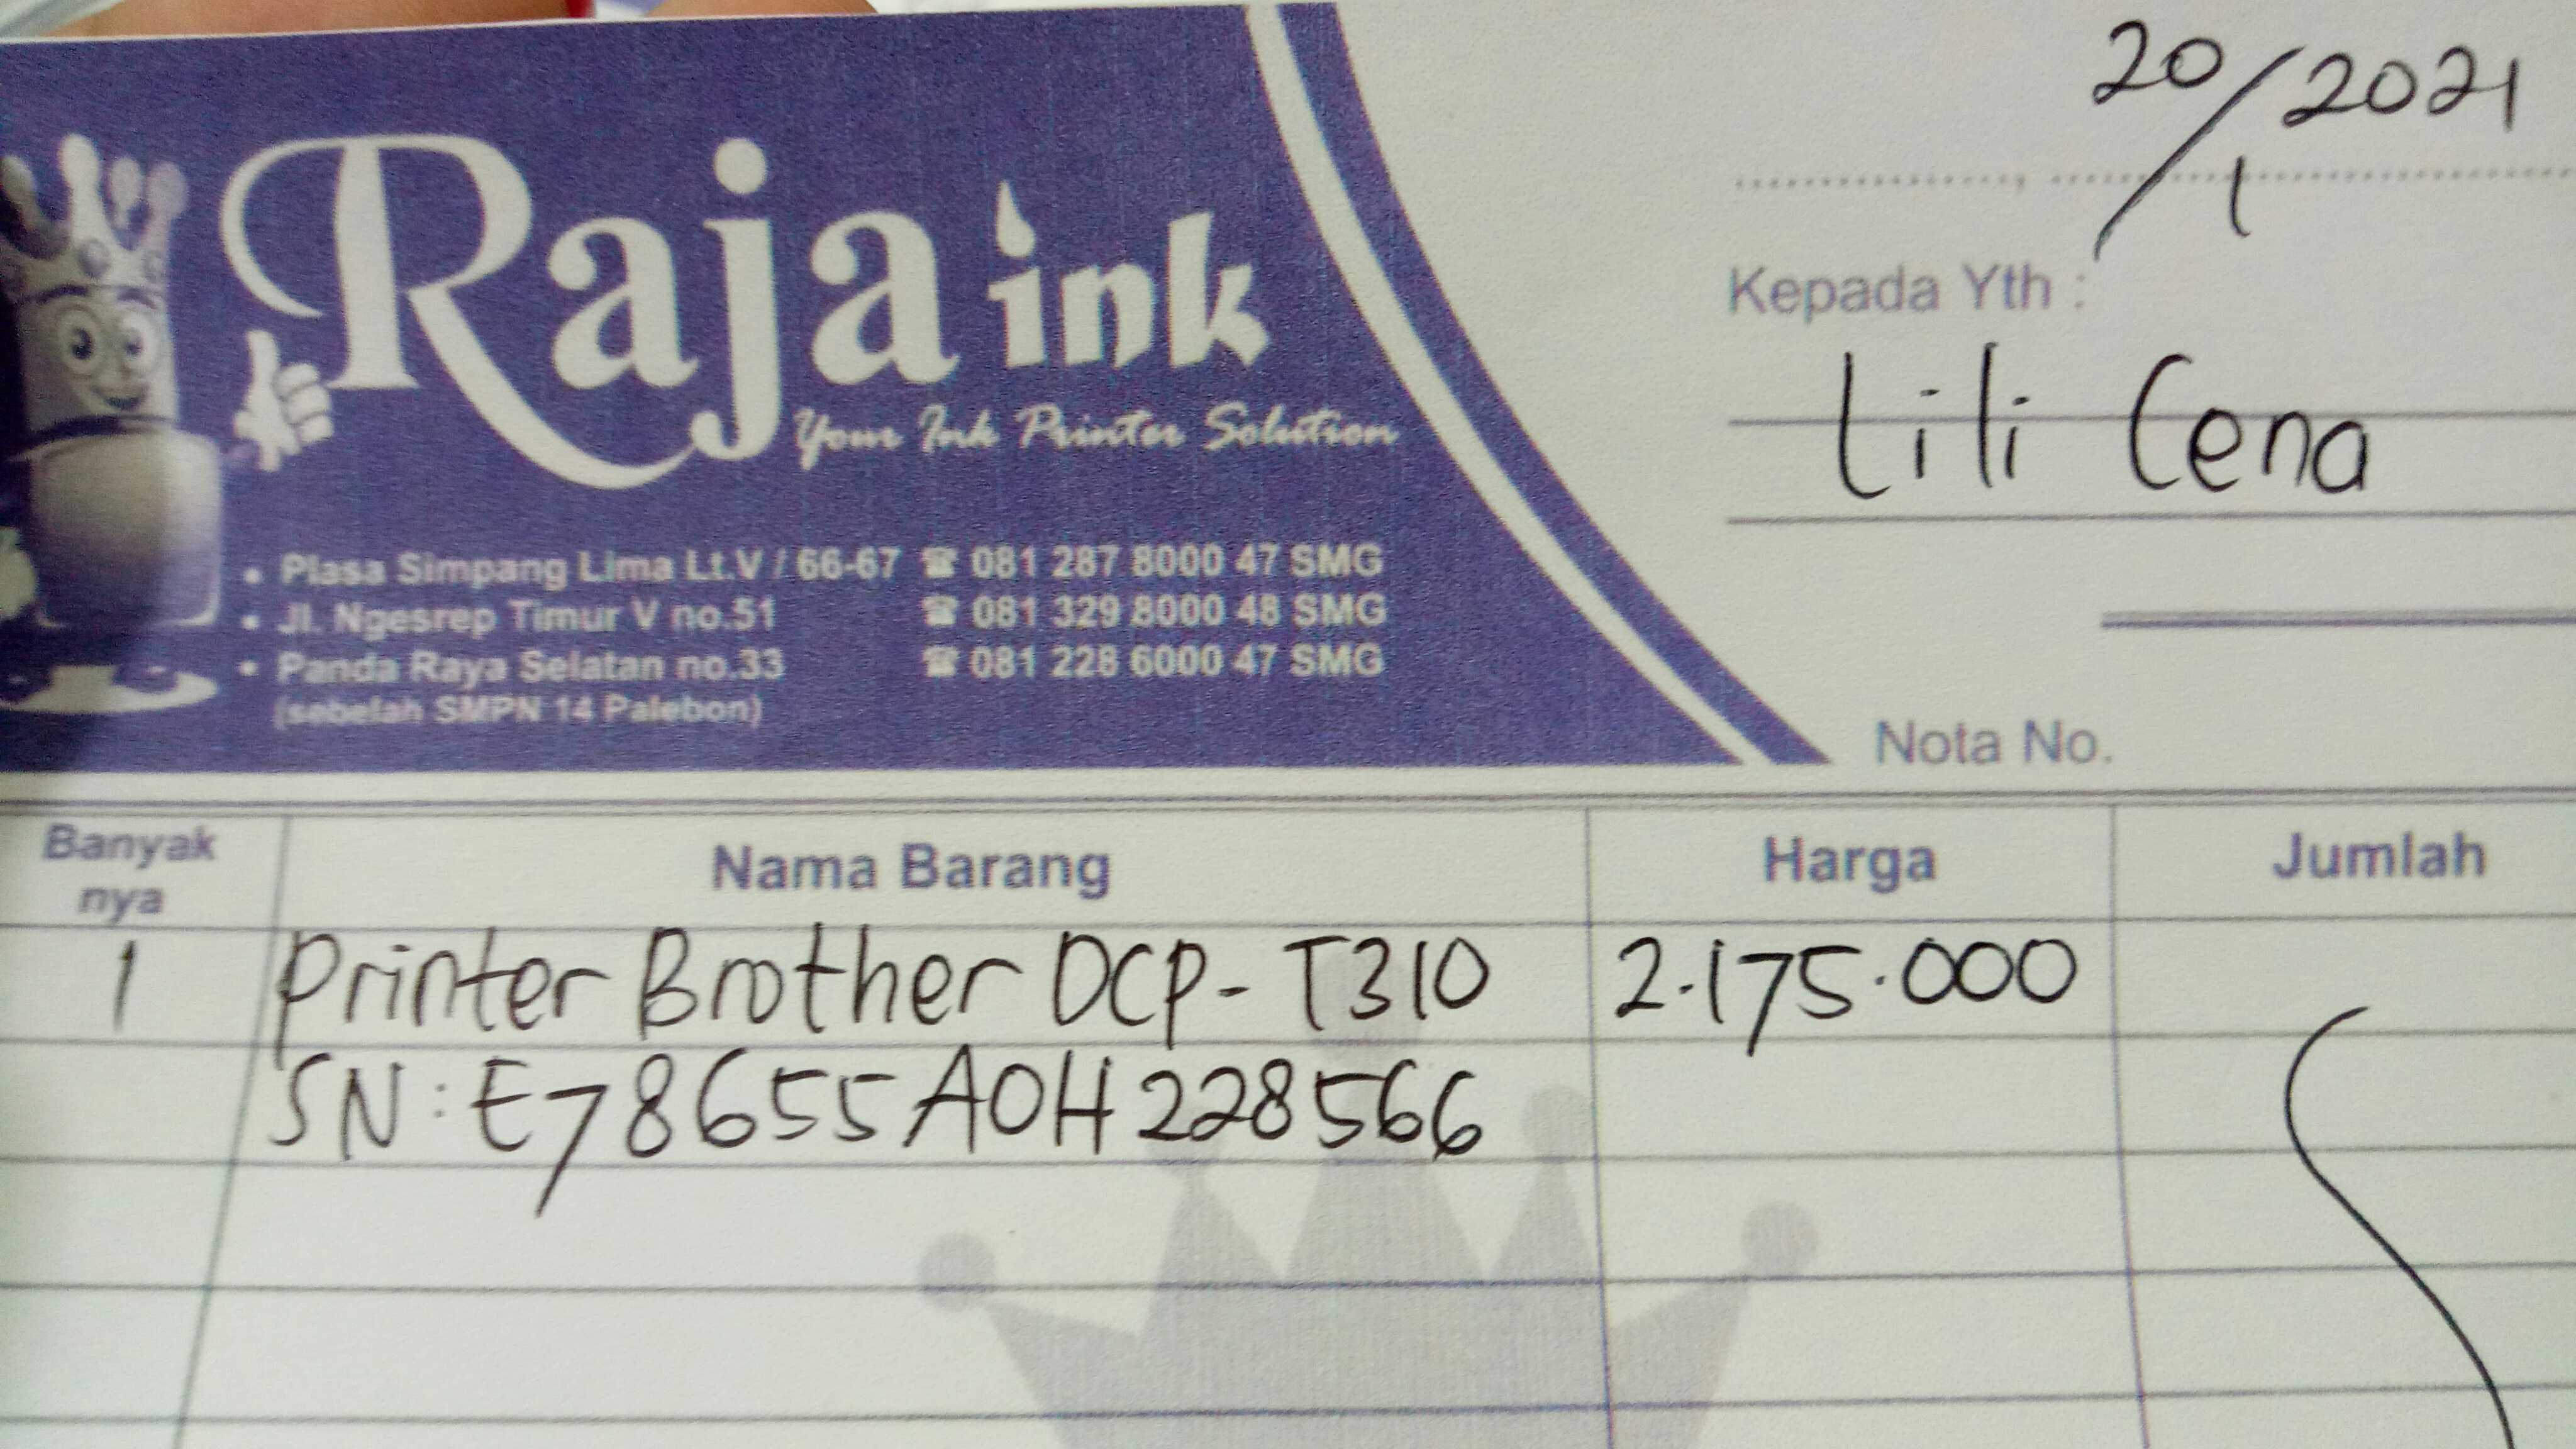 Raja ink
Your Ink Printer Solution
• Plasa Simpang Lima Lt.V / 66-67 ☎ 081 287 8000 47 SMG
• Jl. Ngesrep Timur V no.51 ☎ 081 329 8000 48 SMG
• Panda Raya Selatan no.33 ☎ 081 228 6000 47 SMG
(sebelah SMPN 14 Palebon)
20/1 2021
Kepada Yth :
Lili Cena
Nota No.
Banyak nya Nama Barang Harga Jumlah
1 Printer Brother DCP-T310 2.175.000
SN: E78655A0H228566